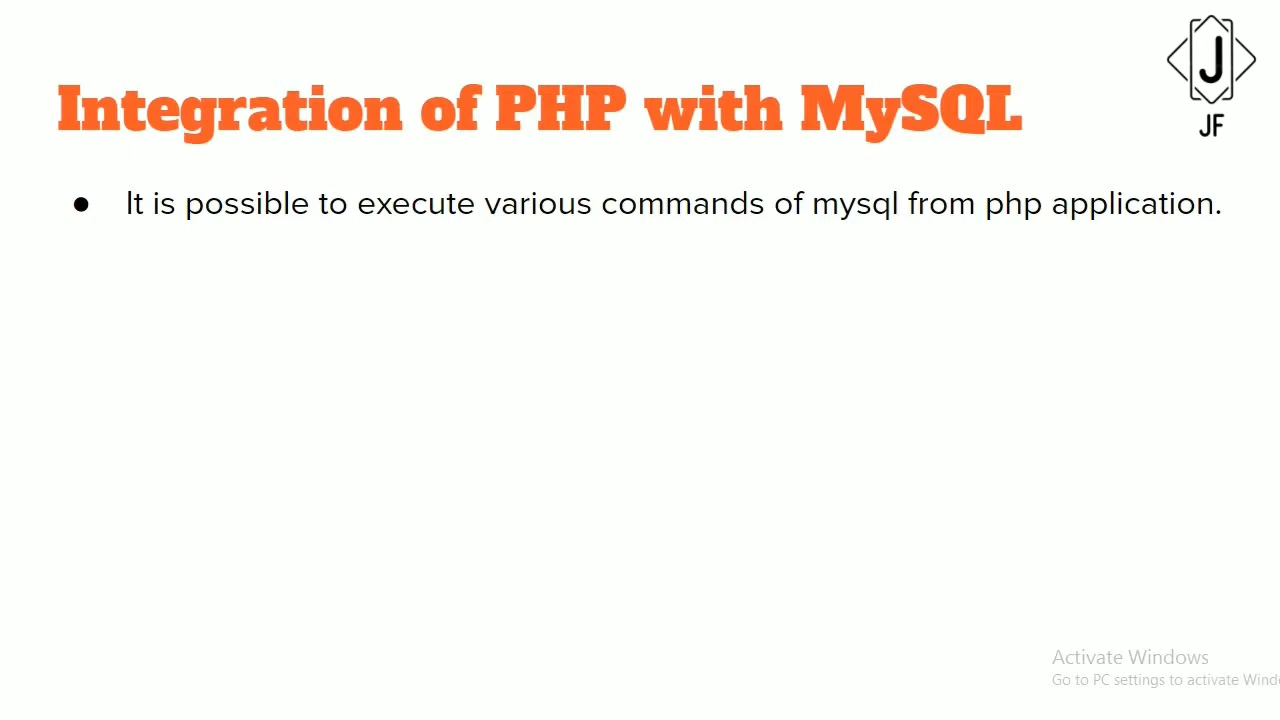 J
JF
Integration of PHP with MySQL
● It is possible to execute various commands of mysql from php application.
Activate Windows
Go to PC settings to activate Wind